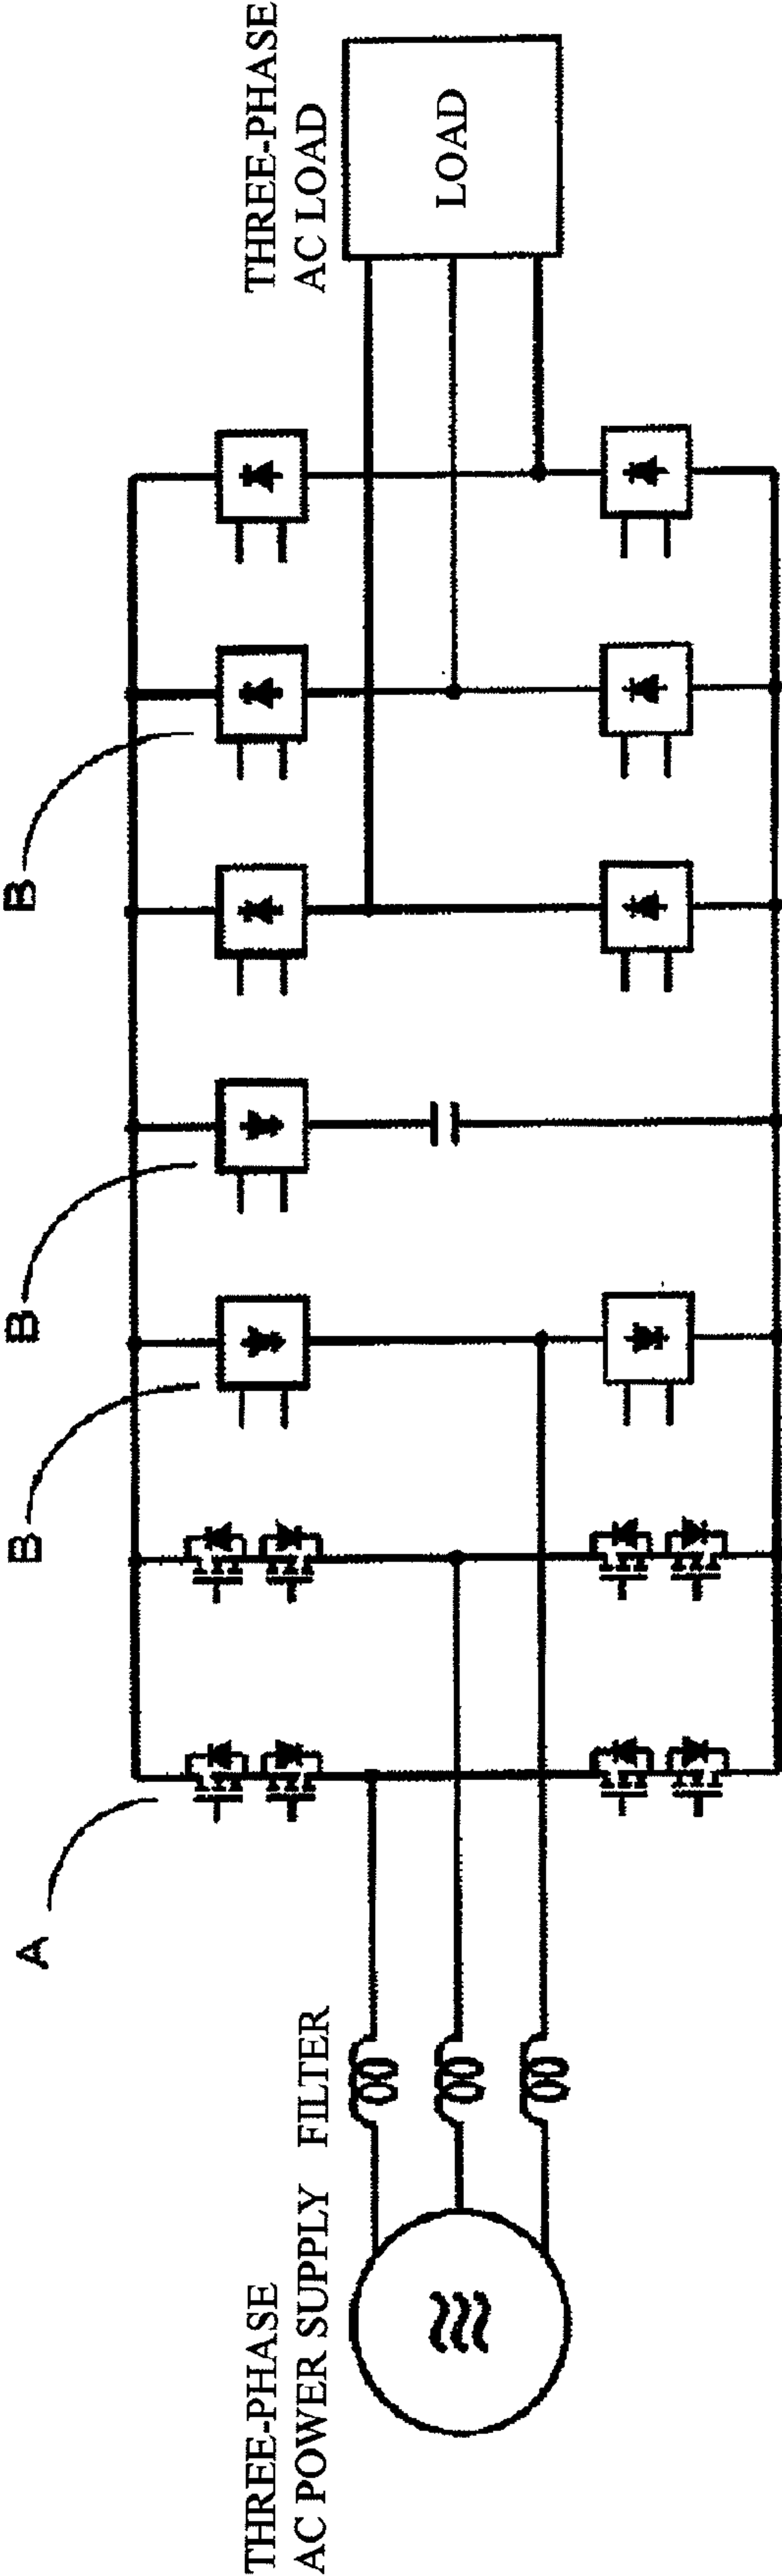 THREE-PHASE
AC POWER SUPPLY
FILTER
A
B
B
B
THREE-PHASE
AC LOAD
LOAD